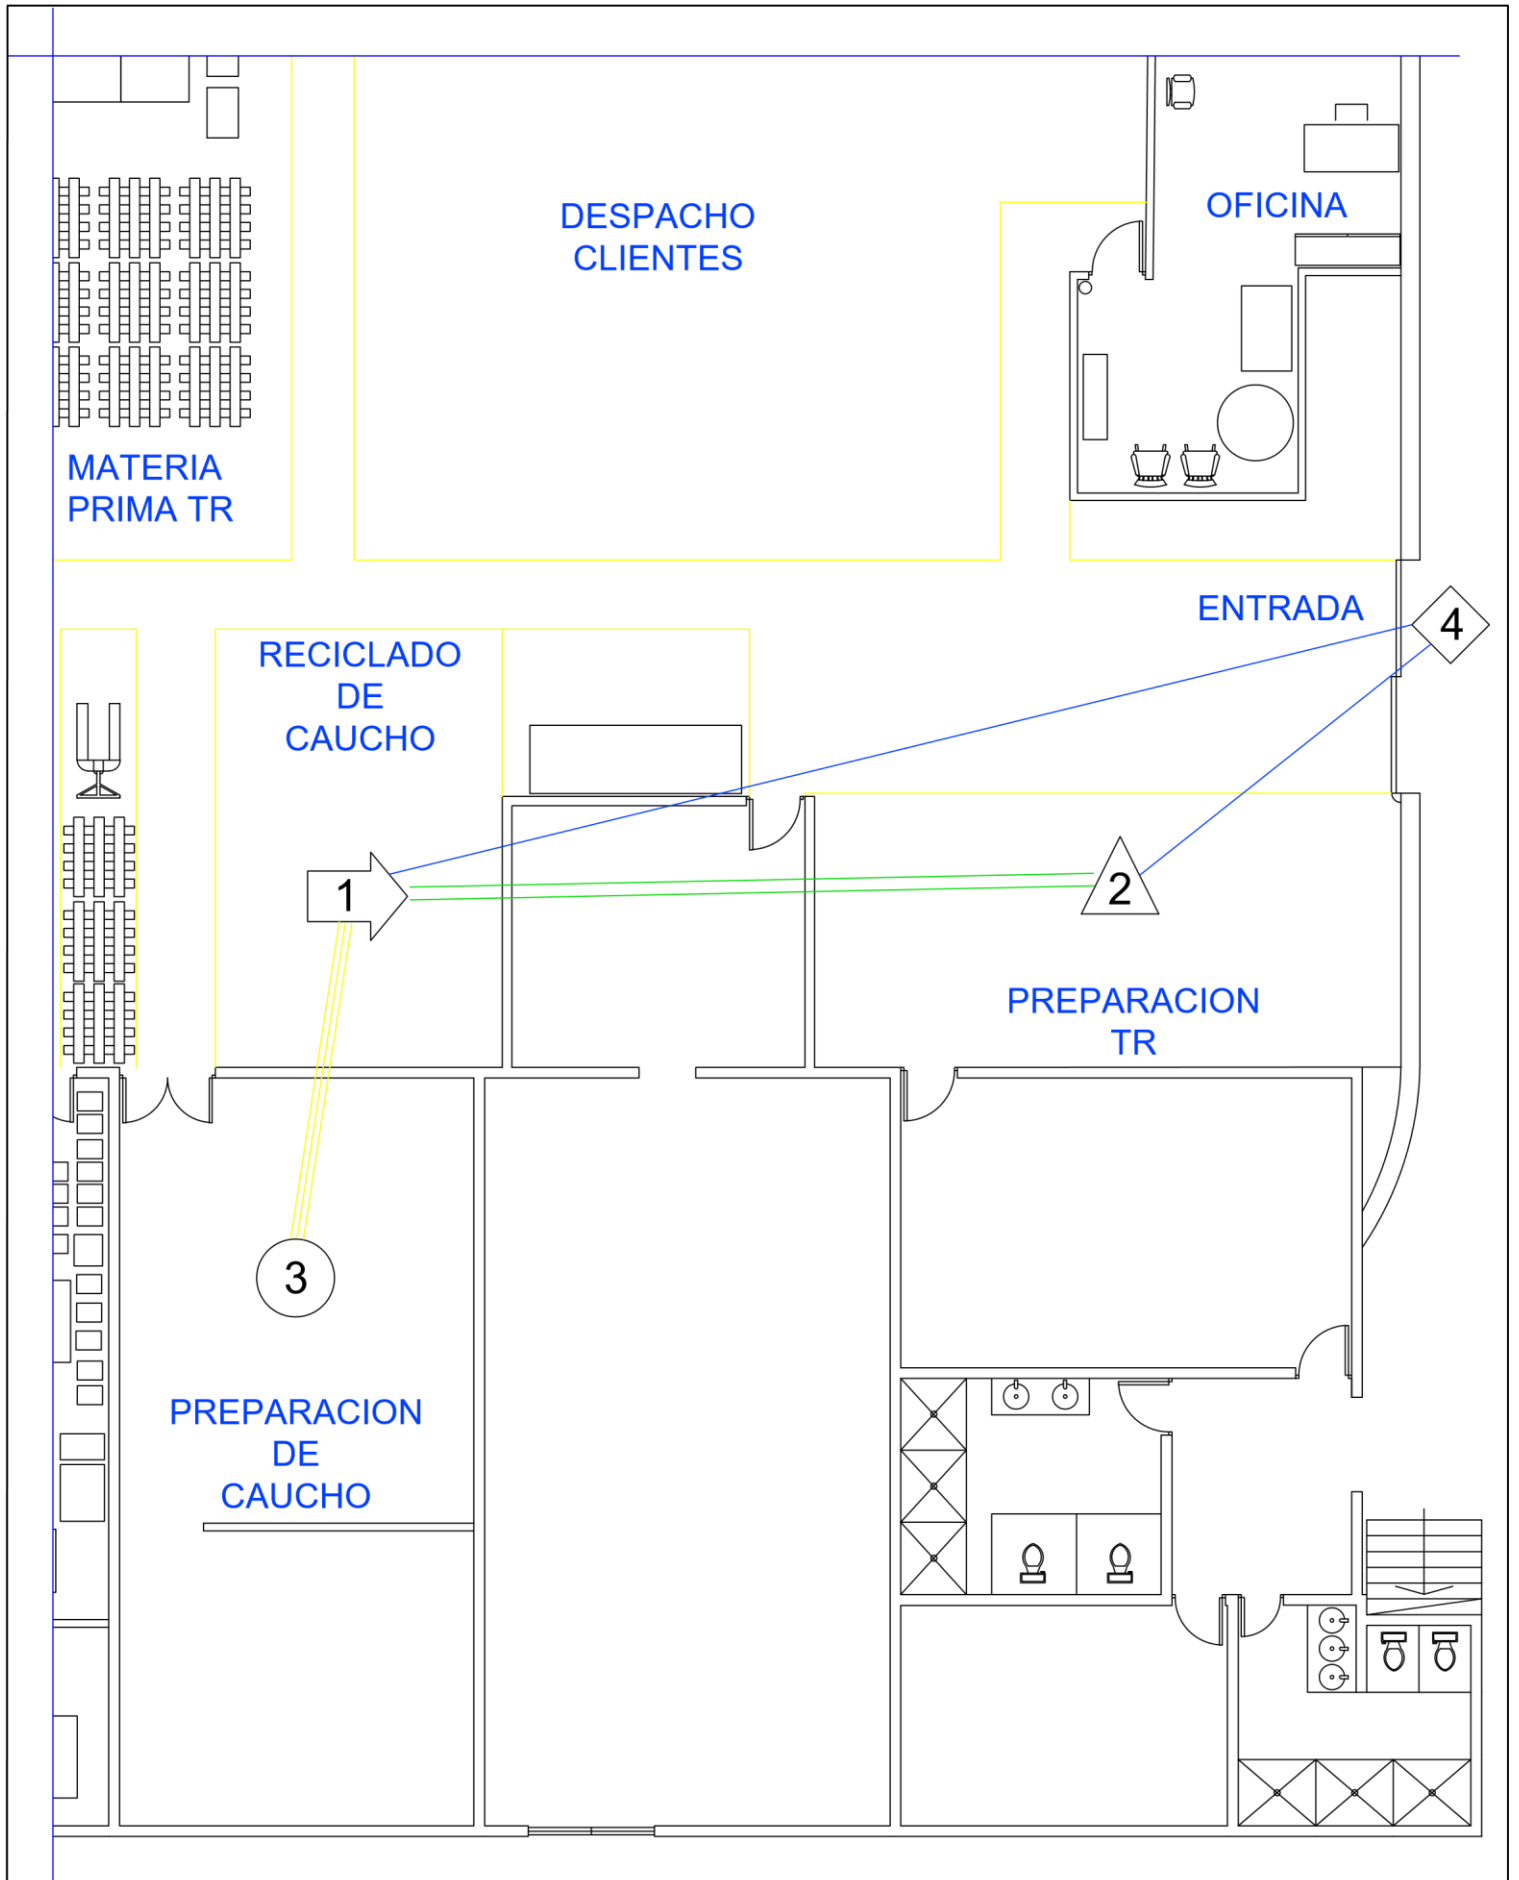 DESPACHO
CLIENTES
OFICINA
MATERIA
PRIMA TR
ENTRADA
4
RECICLADO
DE
CAUCHO
1
2
PREPARACION
TR
3
PREPARACION
DE
CAUCHO